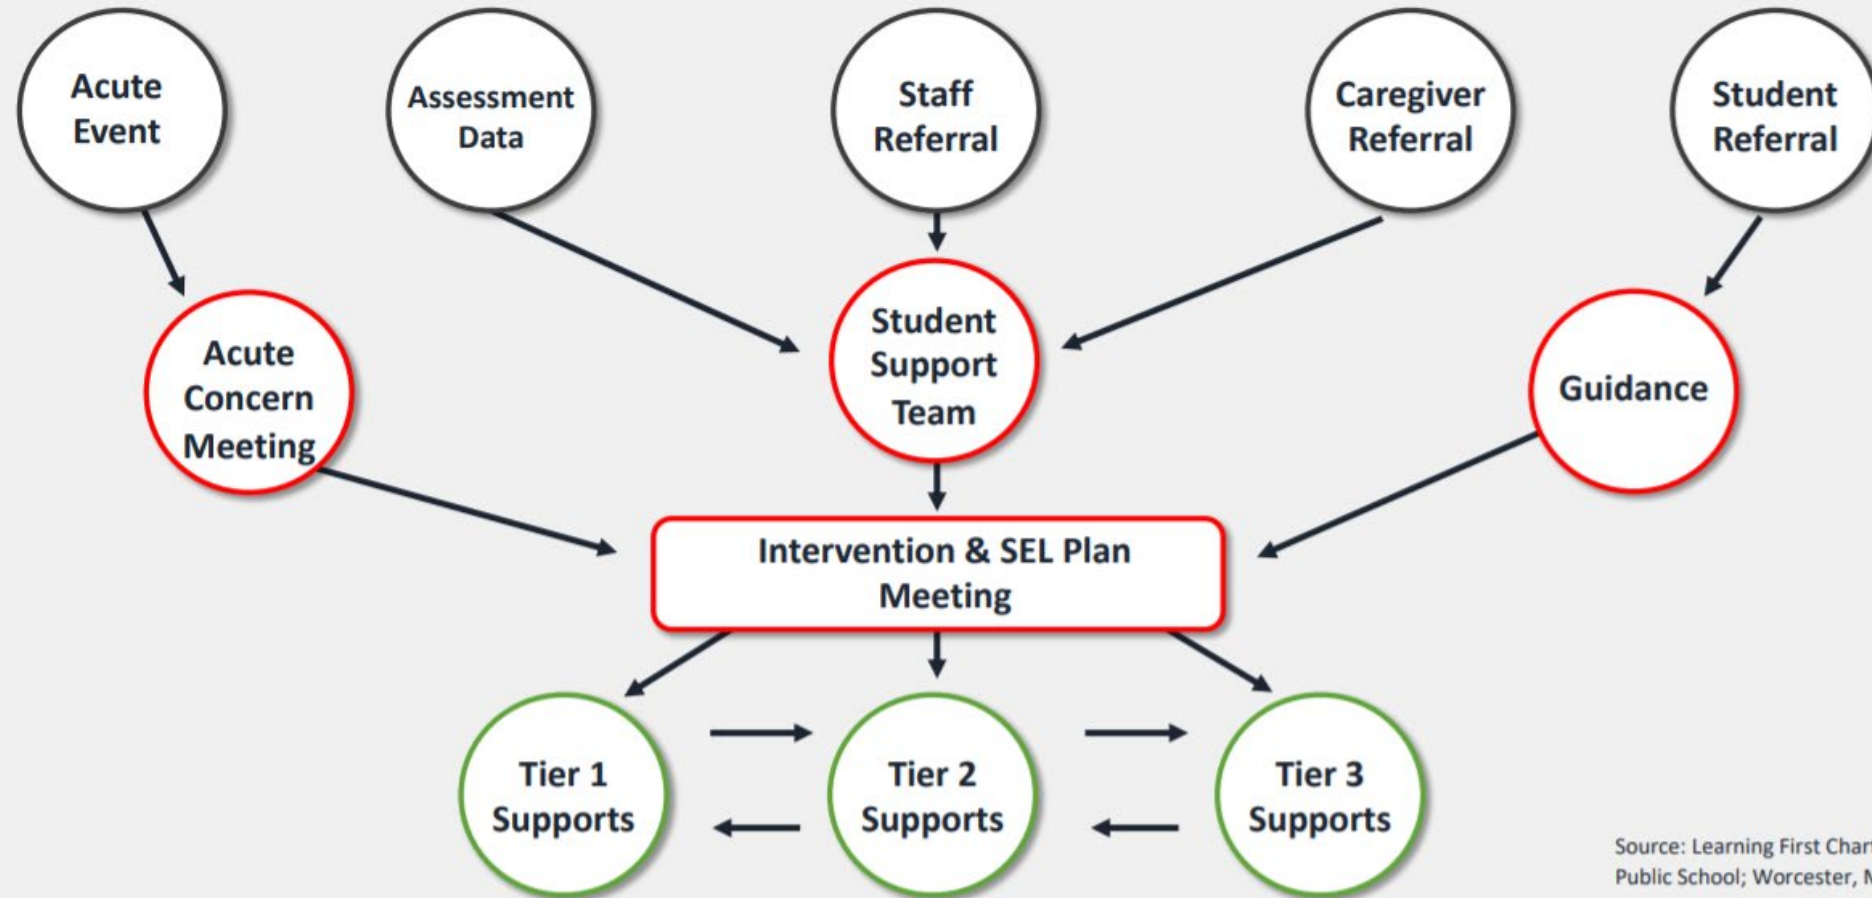 Acute
Event
Assessment
Data
Staff
Referral
Caregiver
Referral
Student
Referral
Acute
Concern
Meeting
Student
Support
Team
Guidance
Intervention & SEL Plan
Meeting
Tier 1
Supports
Tier 2
Supports
Tier 3
Supports
Source: Learning First
Public School; Worcester,